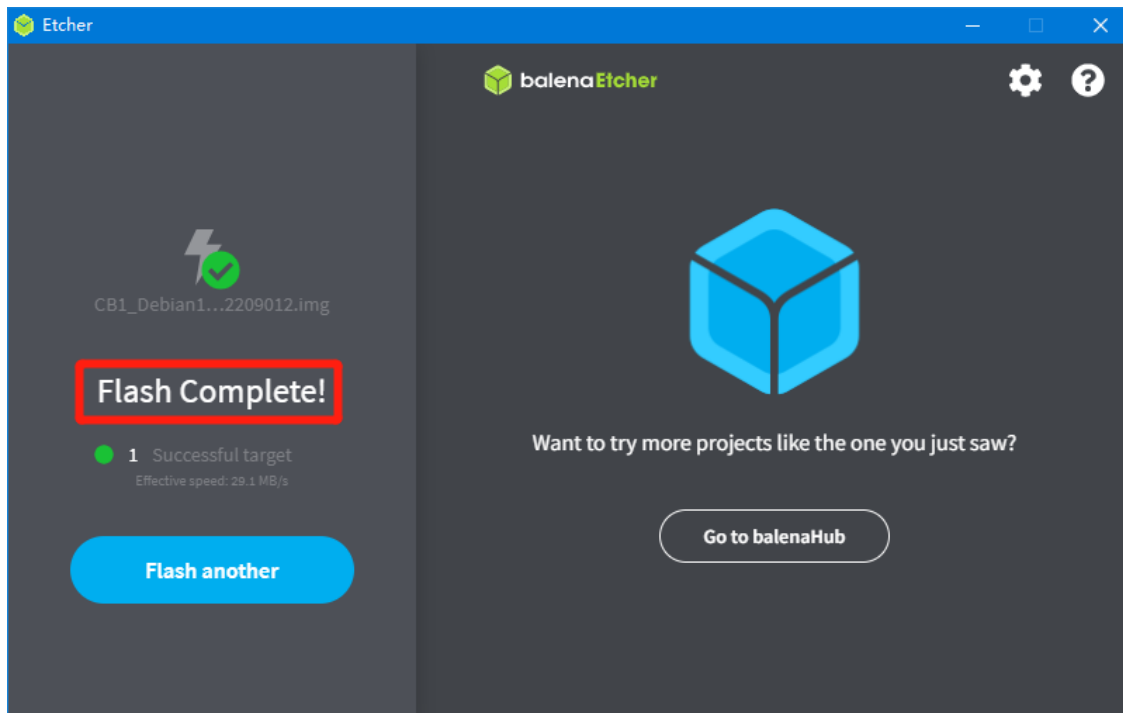 Etcher
balenaEtcher
CB1_Debian1...2209012.img
Flash Complete!
1 Successful target
Effective speed: 29.1 MB/s
Flash another
Want to try more projects like the one you just saw?
Go to balenaHub